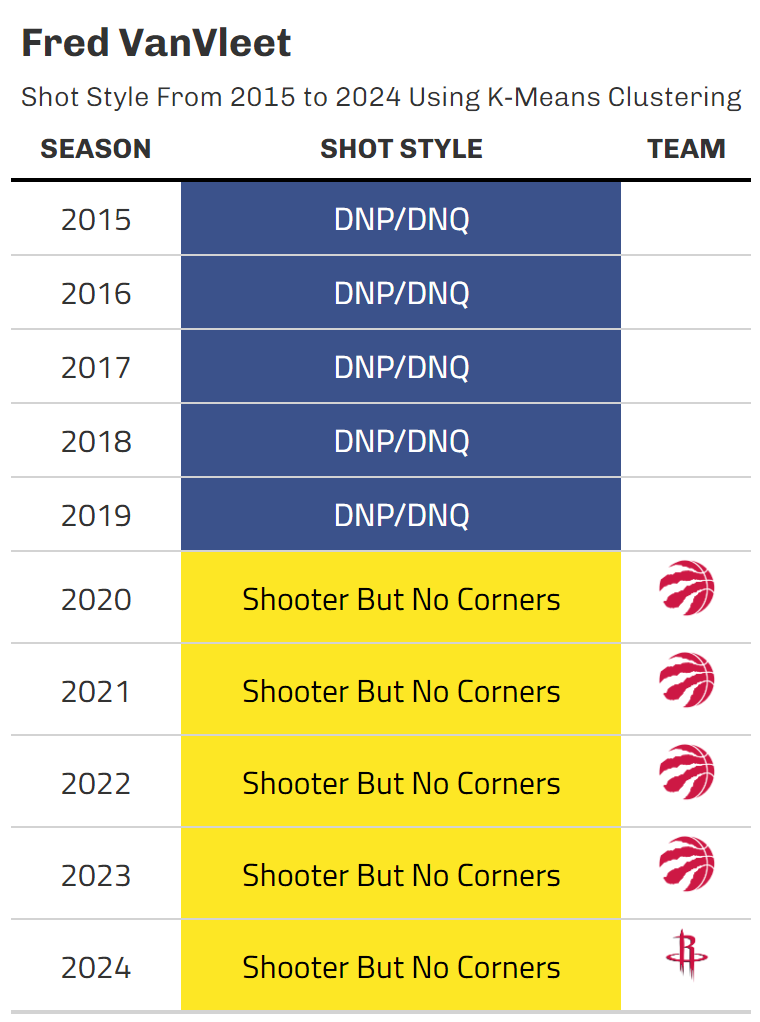 Fred VanVleet
Shot Style From 2015 to 2024 Using K-Means Clustering
SEASON SHOT STYLE TEAM
2015 DNP/DNQ
2016 DNP/DNQ
2017 DNP/DNQ
2018 DNP/DNQ
2019 DNP/DNQ
2020 Shooter But No Corners
2021 Shooter But No Corners
2022 Shooter But No Corners
2023 Shooter But No Corners
2024 Shooter But No Corners